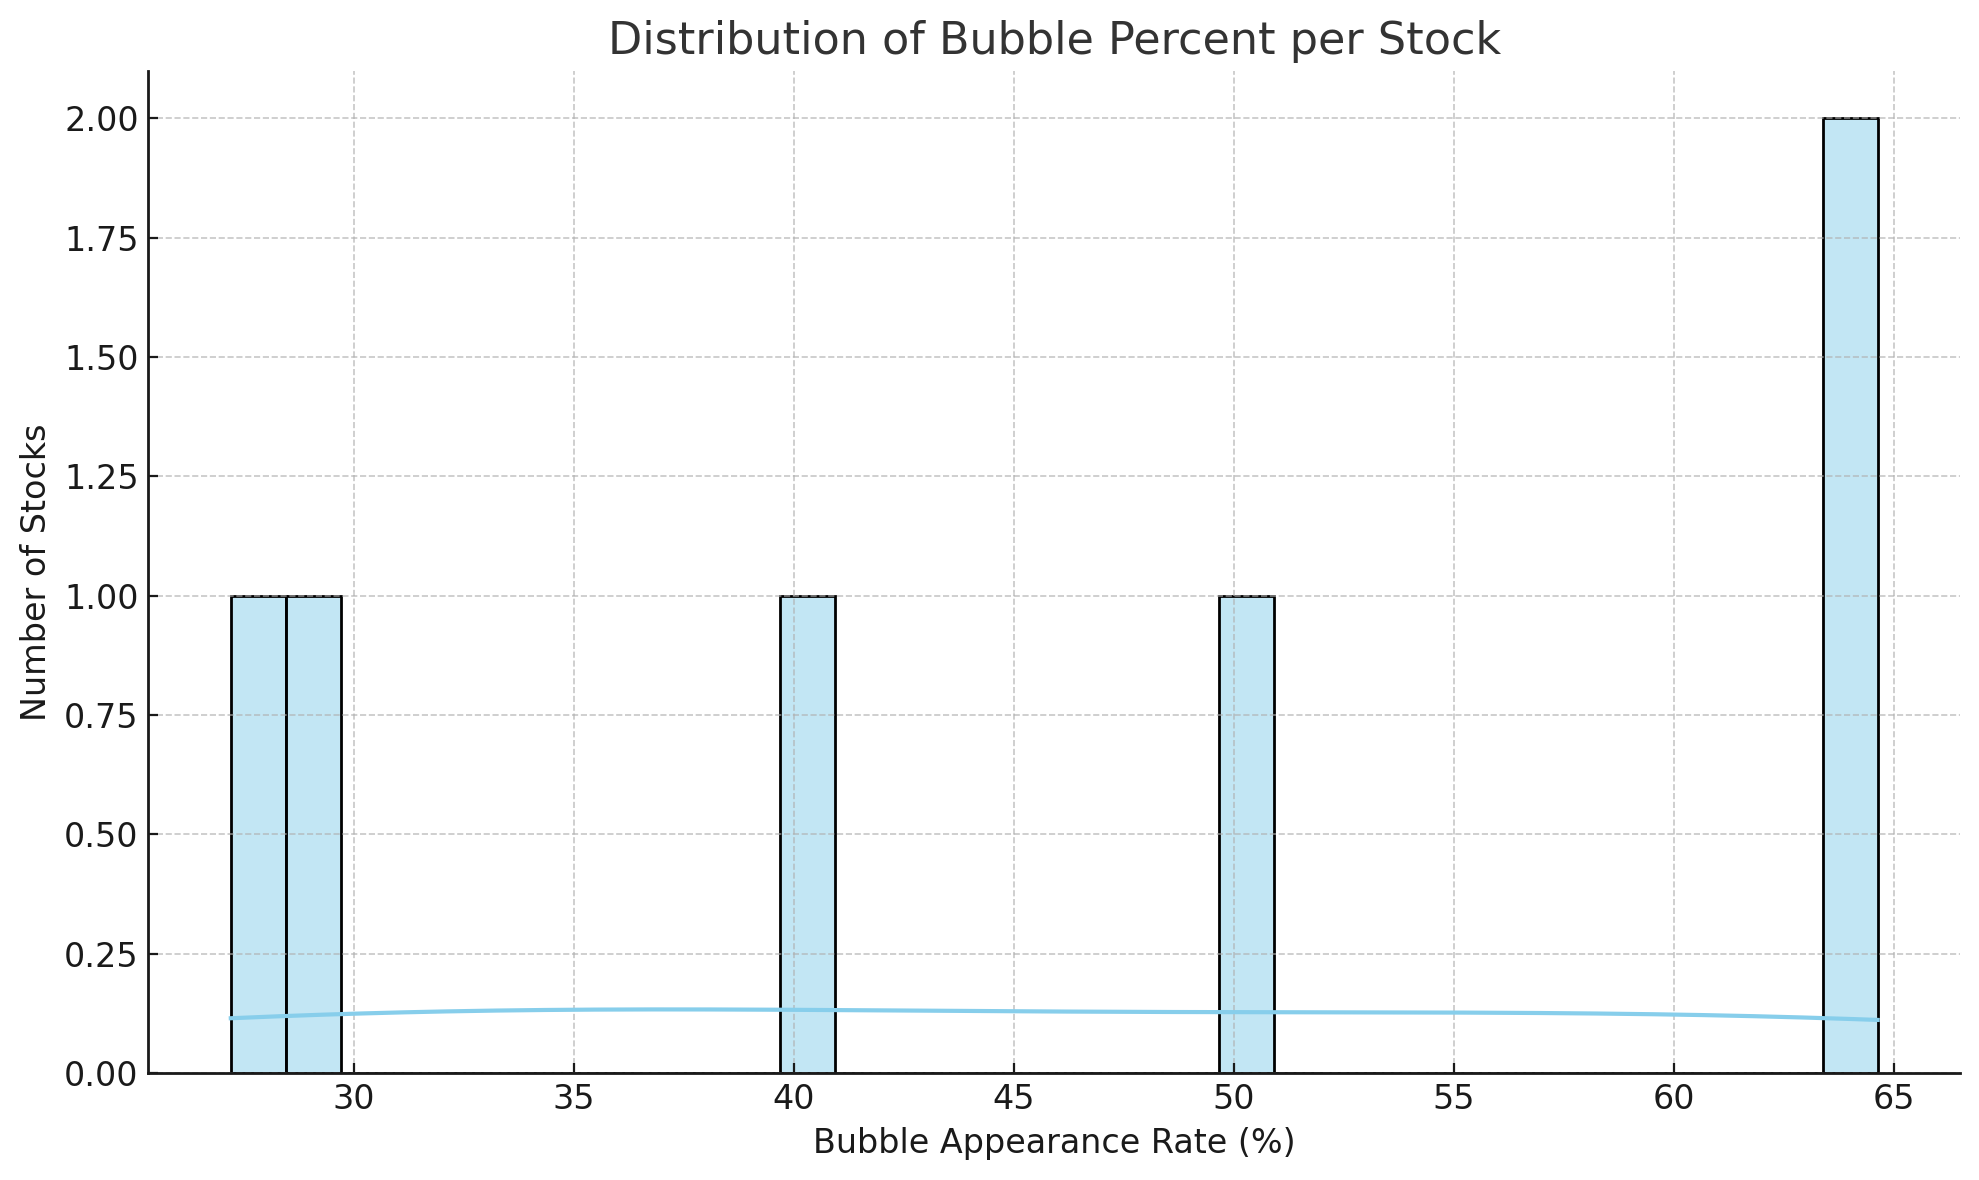 Distribution of Bubble Percent per Stock
Number of Stocks
2.00
1.75
1.50
1.25
1.00
0.75
0.50
0.25
0.00
30 35 40 45 50 55 60 65
Bubble Appearance Rate (%)